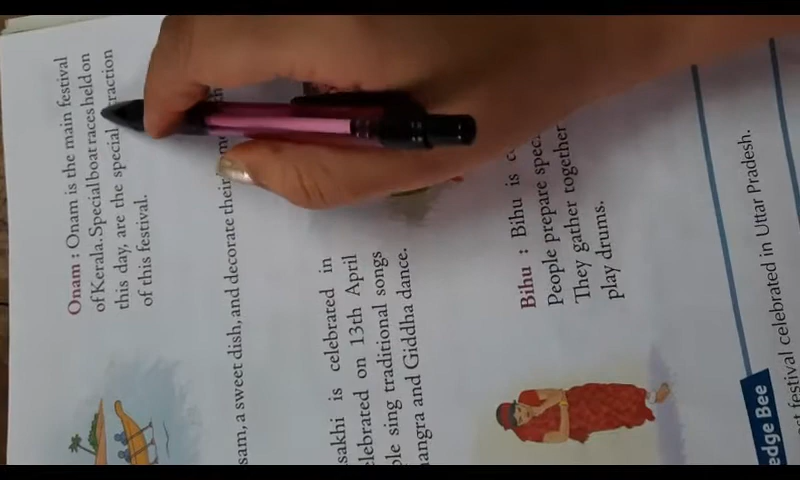 Onam : Onam is the main festival
of Kerala. Special boat races held on
this day, are the special
of this festival.
sam, a sweet dish, and decorate their
sakhi is celebrated in
lebrated on 13th April
ple sing traditional songs
angra and Giddha dance.
Bihu : Bihu is
People prepare
They gather together
play drums.
edge Bee
festival celebrated in Uttar Pradesh.